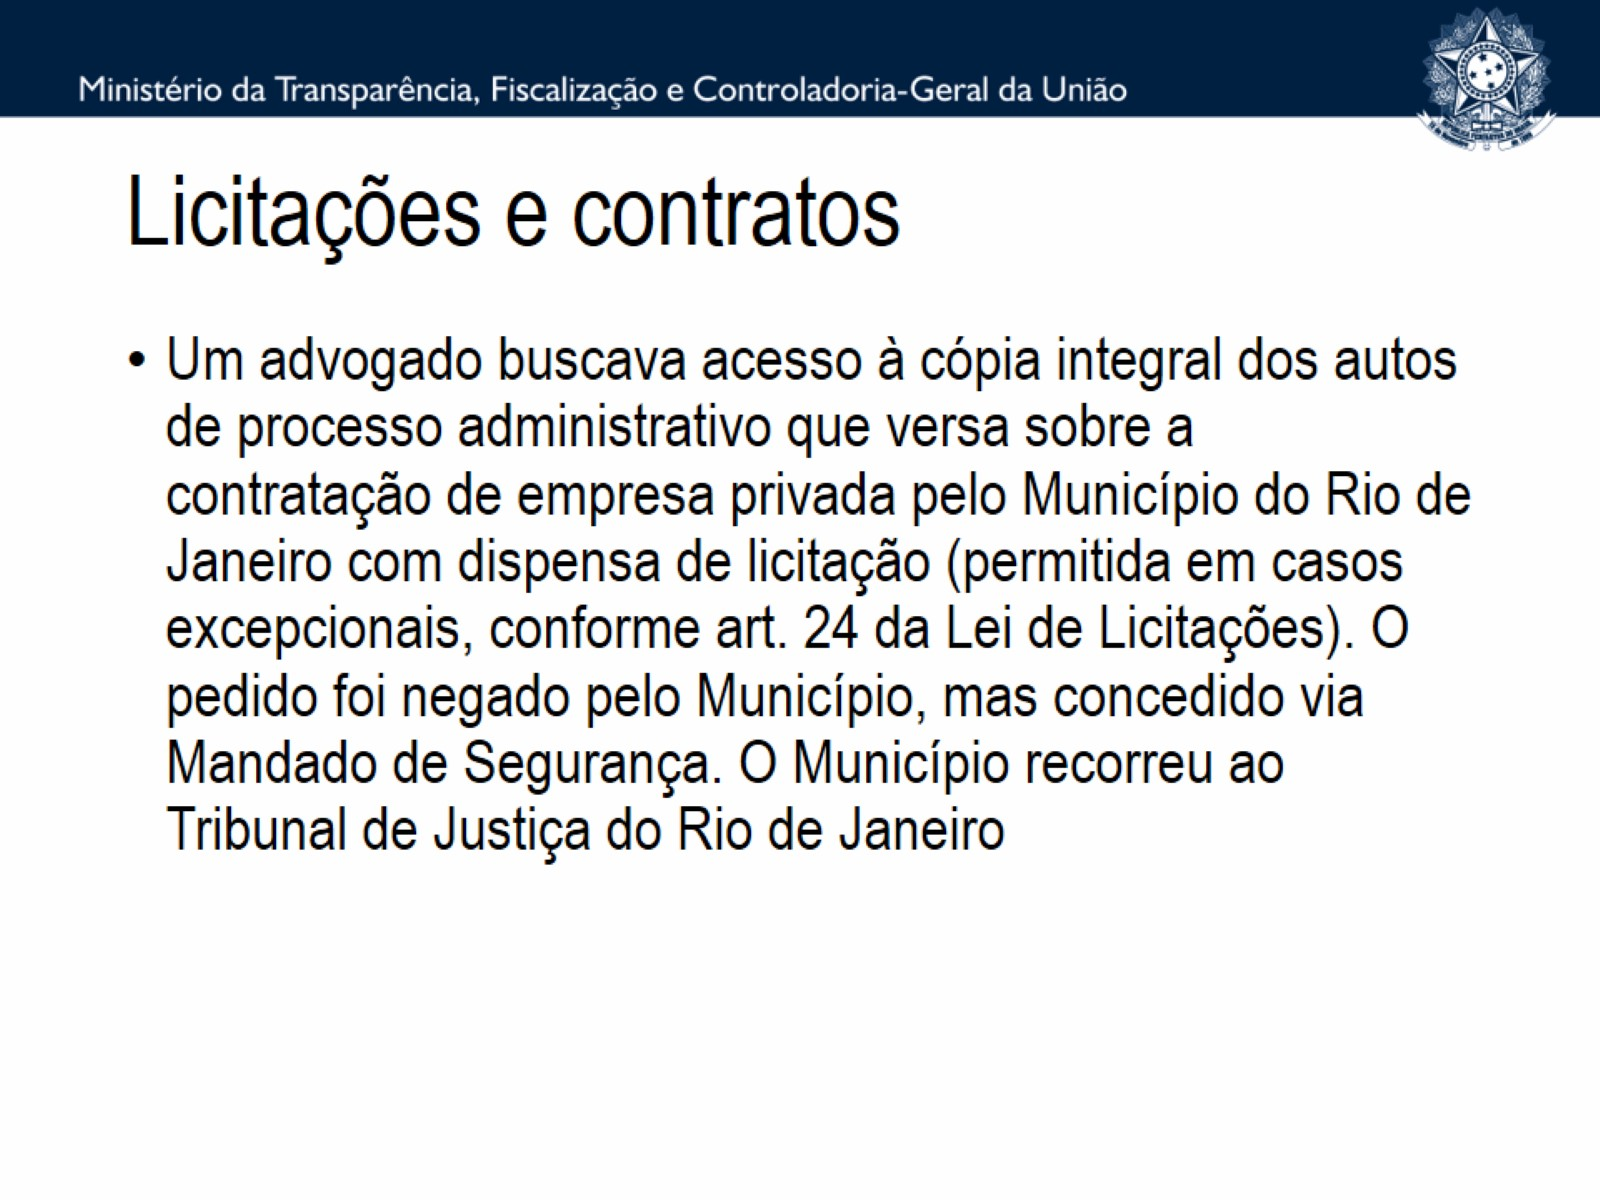 Ministério da Transparência, Fiscalização e Controladoria-Geral da União
Licitações e contratos
• Um advogado buscava acesso à cópia integral dos autos
de processo administrativo que versa sobre a
contratação de empresa privada pelo Município do Rio de
Janeiro com dispensa de licitação (permitida em casos
excepcionais, conforme art. 24 da Lei de Licitações). O
pedido foi negado pelo Município, mas concedido via
Mandado de Segurança. O Município recorreu ao
Tribunal de Justiça do Rio de Janeiro